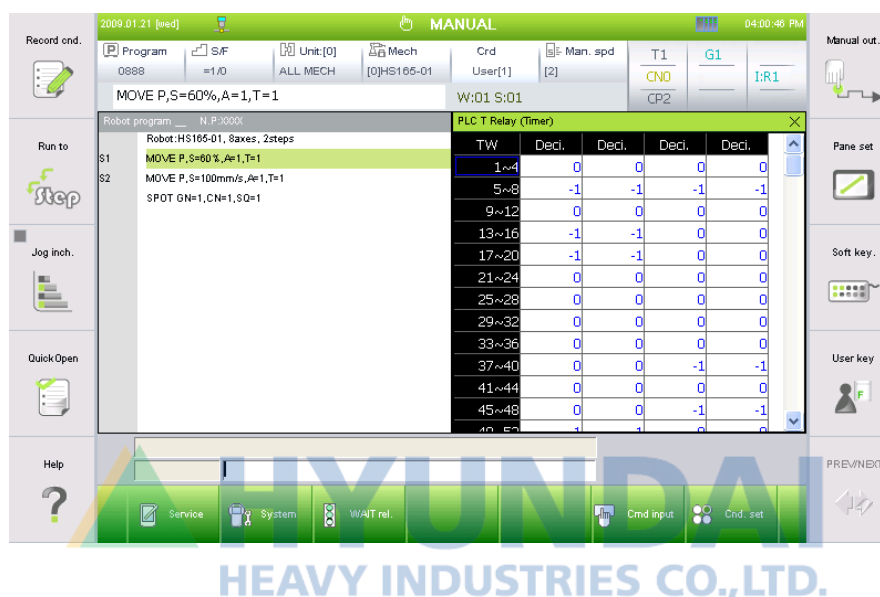 2009.01.21 [wed] MANUAL 04:00:46 PM
Record cnd.
Run to
Step
Jog inch.
Quick Open
Help
P Program S/F Unit:[0] Mech Crd Man. spd T1 G1
0888 =1/0 ALL MECH [0]HS165-01 User[1] [2] CN0 I:R1
MOVE P,S=60%,A=1,T=1 W:01 S:01 CP2
Robot program __ N.P:XXXX
Robot:HS165-01, 8axes, 2steps
S1 MOVE P,S=60%,A=1,T=1
S2 MOVE P,S=100mm/s,A=1,T=1
SPOT GN=1,CN=1,SQ=1
PLC T Relay (Timer)
TW Deci. Deci. Deci. Deci.
1~4 0 0 0 0
5~8 -1 -1 -1 -1
9~12 0 0 0 0
13~16 -1 -1 0 0
17~20 -1 -1 0 0
21~24 0 0 0 0
25~28 0 0 0 0
29~32 0 0 0 0
33~36 0 0 0 0
37~40 0 0 -1 -1
41~44 0 0 0 0
45~48 0 0 -1 -1
Manual out.
Pane set
Soft key.
User key
F
PREV/NEXT
Service System WAIT rel. Cmd input Cnd. set
HYUNDAI
HEAVY INDUSTRIES CO.,LTD.